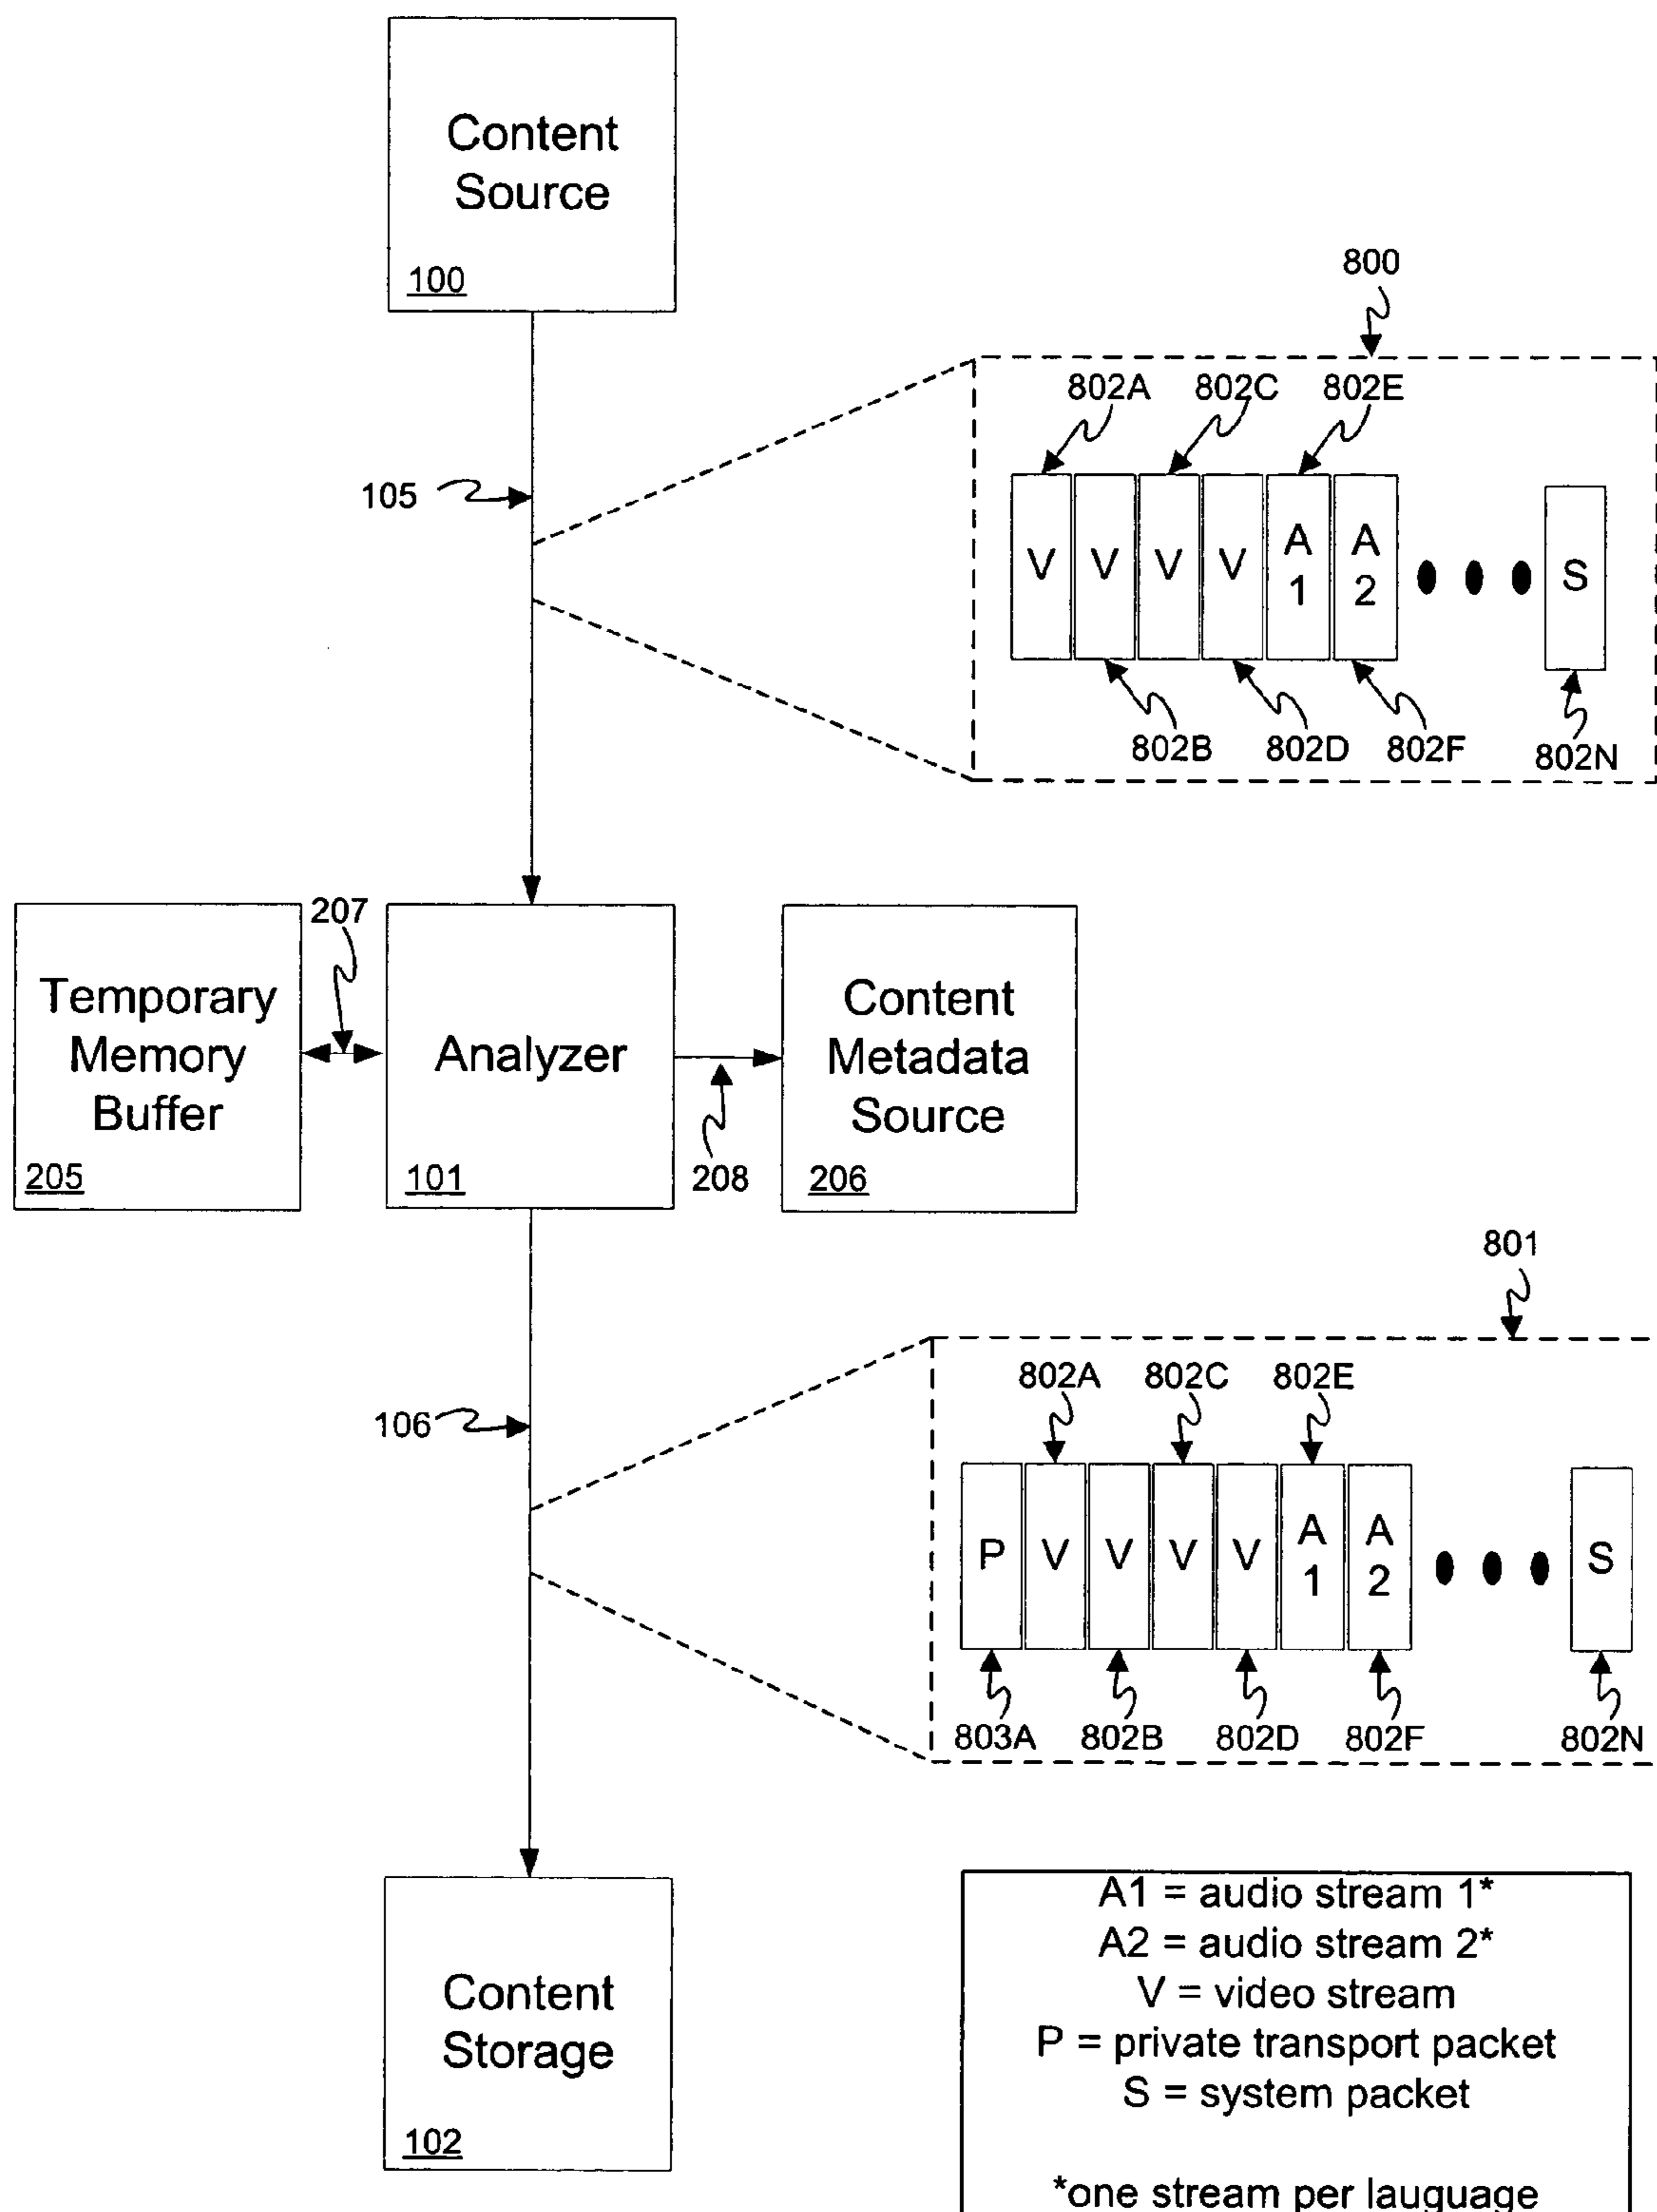 Content
Source
100
800
802A 802C 802E
105
V V V V A A S
1 2
802B 802D 802F 802N
207
Temporary
Memory
Buffer
205
Analyzer
101
208
Content
Metadata
Source
206
801
802A 802C 802E
106
P V V V V A A S
1 2
803A 802B 802D 802F 802N
Content
Storage
102
A1 = audio stream 1*
A2 = audio stream 2*
V = video stream
P = private transport packet
S = system packet
*one stream per lauguage